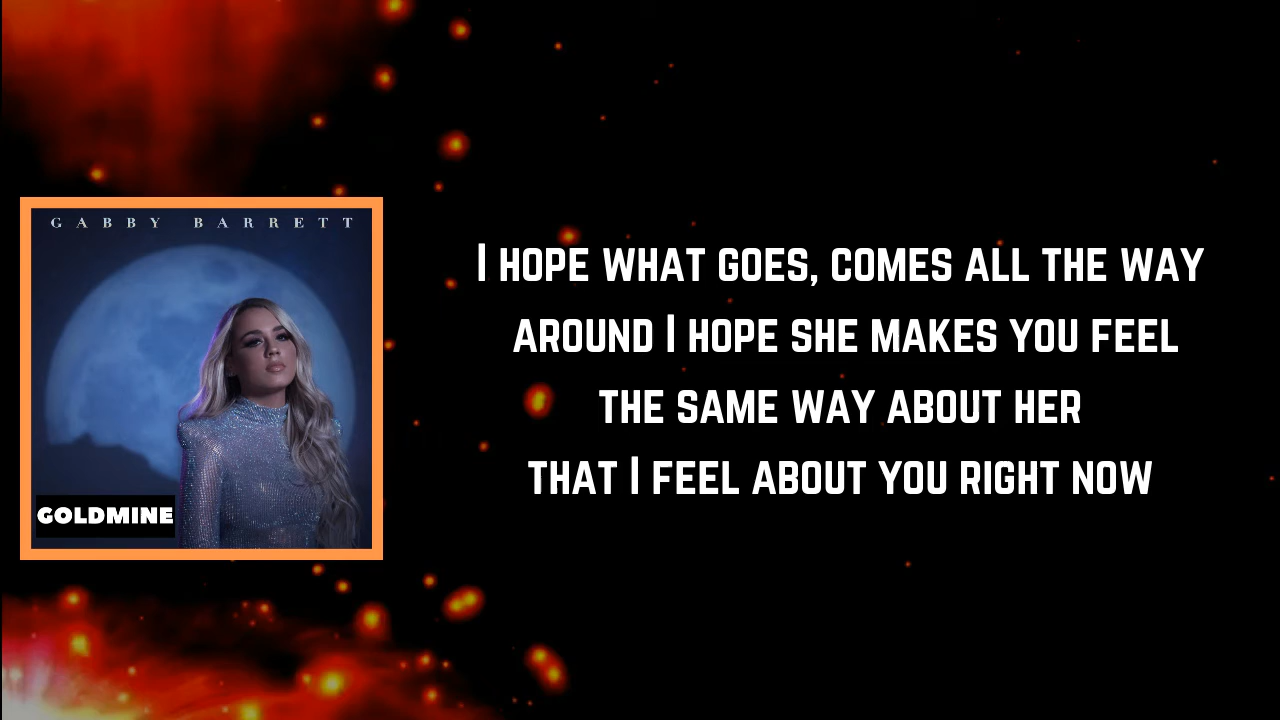 GABBY BARRETT
GOLDMINE
I HOPE WHAT GOES, COMES ALL THE WAY
AROUND I HOPE SHE MAKES YOU FEEL
THE SAME WAY ABOUT HER
THAT I FEEL ABOUT YOU RIGHT NOW